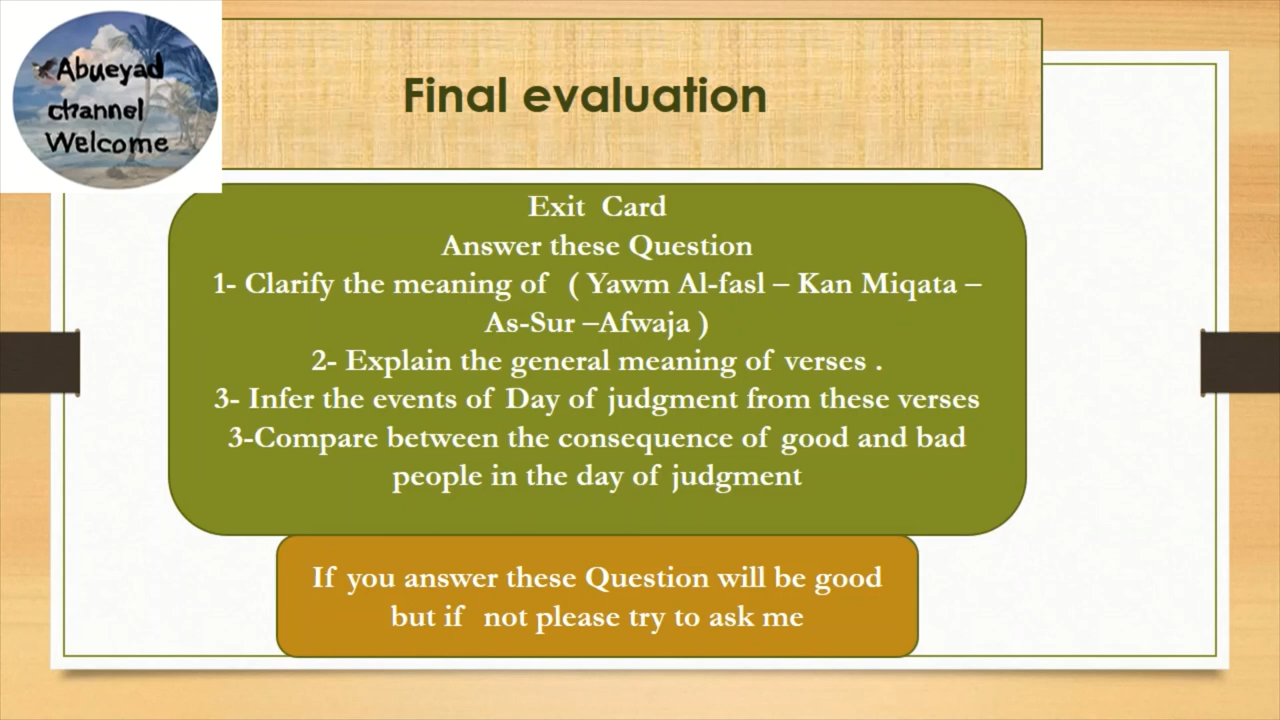 Abueyad
channel
Welcome
Final evaluation
Exit Card
Answer these Question
1- Clarify the meaning of ( Yawm Al-fasl – Kan Miqata –
As-Sur –Afwaja )
2- Explain the general meaning of verses .
3- Infer the events of Day of judgment from these verses
3-Compare between the consequence of good and bad
people in the day of judgment
If you answer these Question will be good
but if not please try to ask me